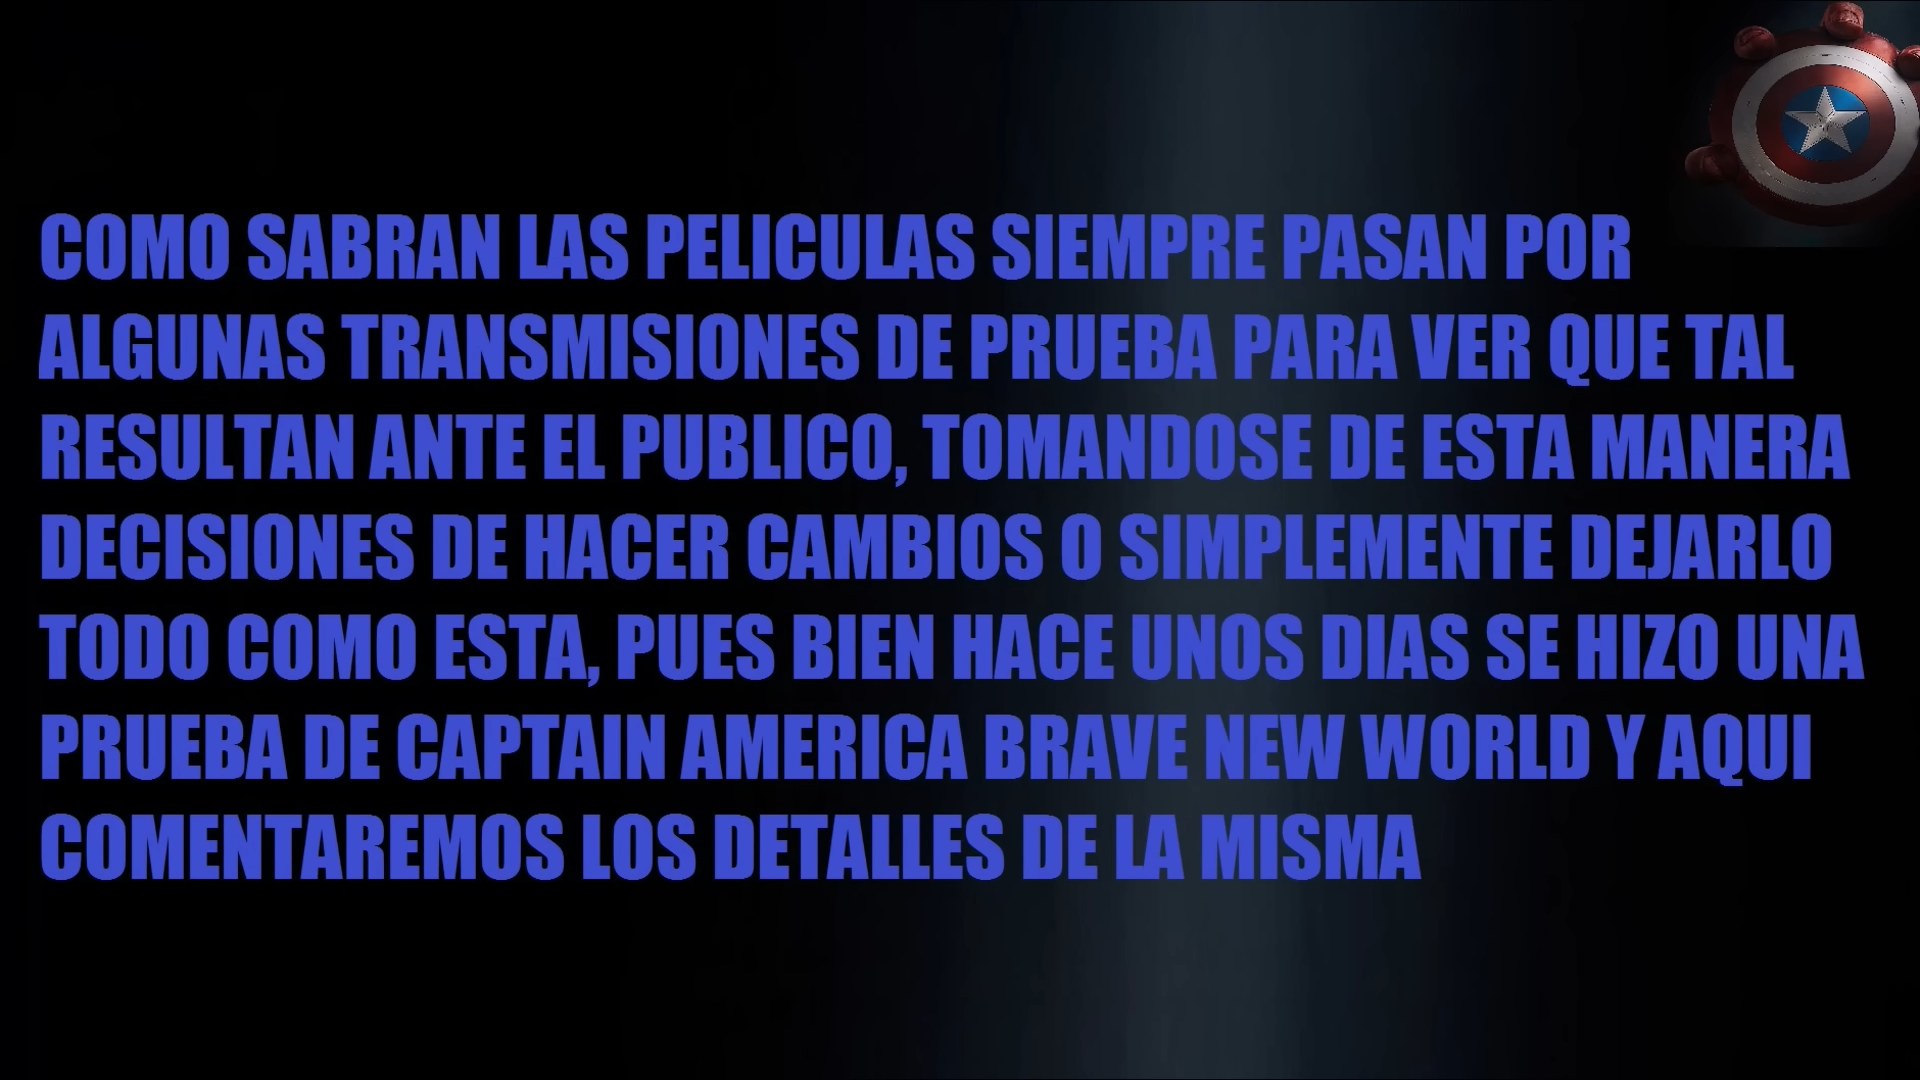 COMO SABRAN LAS PELICULAS SIEMPRE PASAN POR
ALGUNAS TRANSMISIONES DE PRUEBA PARA VER QUE TAL
RESULTAN ANTE EL PUBLICO, TOMANDOSE DE ESTA MANERA
DECISIONES DE HACER CAMBIOS O SIMPLEMENTE DEJARLO
TODO COMO ESTA, PUES BIEN HACE UNOS DIAS SE HIZO UNA
PRUEBA DE CAPTAIN AMERICA BRAVE NEW WORLD Y AQUI
COMENTAREMOS LOS DETALLES DE LA MISMA